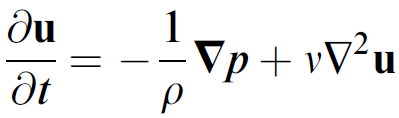 ∂𝐮/∂t = − 1/ρ 𝛁p + ν∇²𝐮